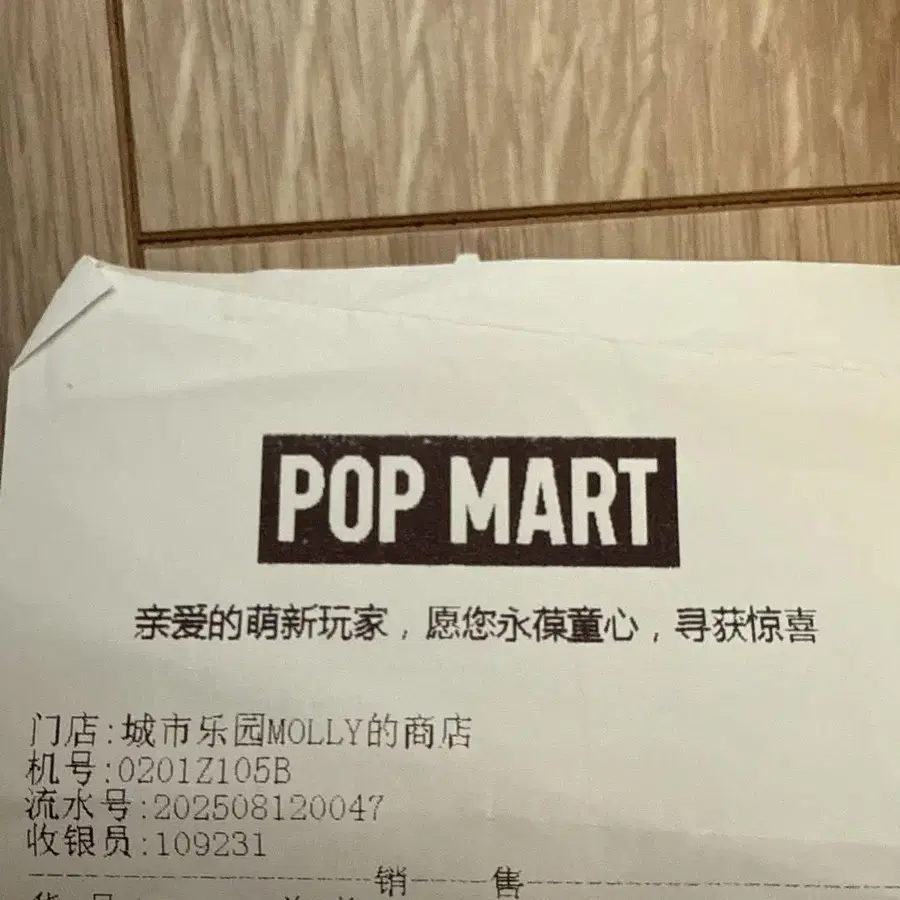 POP MART
亲爱的萌新玩家，愿您永葆童心，寻获惊喜
门店:城市乐园MOLLY的商店
机号:0201Z105B
流水号:202508120047
收银员:109231
销售